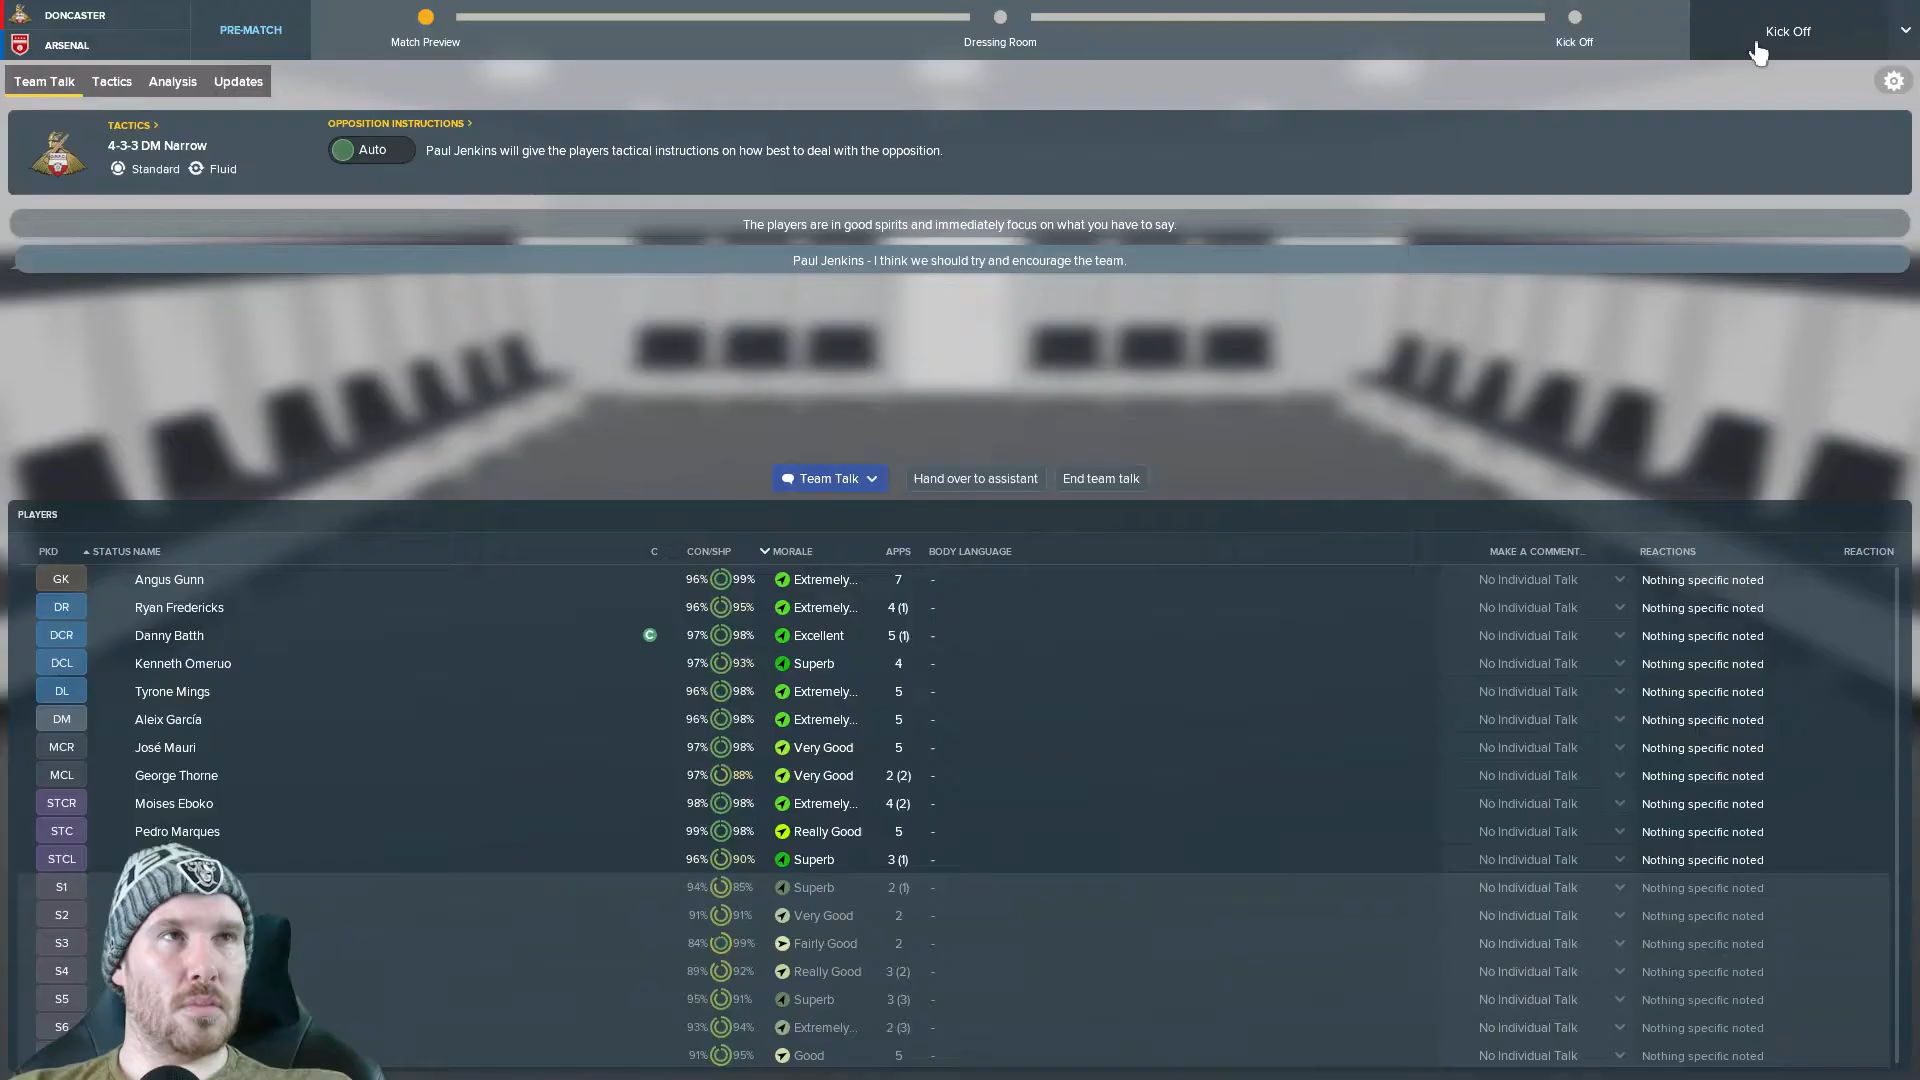 DONCASTER
ARSENAL
PRE-MATCH
Match Preview
Dressing Room
Kick Off
Kick Off
Team Talk Tactics Analysis Updates
TACTICS >
4-3-3 DM Narrow
Standard Fluid
OPPOSITION INSTRUCTIONS >
Auto
Paul Jenkins will give the players tactical instructions on how best to deal with the opposition.
The players are in good spirits and immediately focus on what you have to say.
Paul Jenkins - I think we should try and encourage the team.
Team Talk Hand over to assistant End team talk
PLAYERS
PKD STATUS NAME C CON/SHP MORALE APPS BODY LANGUAGE MAKE A COMMENT... REACTIONS REACTION
GK Angus Gunn 96% 99% Extremely... 7 - No Individual Talk Nothing specific noted
DR Ryan Fredericks 96% 95% Extremely... 4 (1) - No Individual Talk Nothing specific noted
DCR Danny Batth C 97% 98% Excellent 5 (1) - No Individual Talk Nothing specific noted
DCL Kenneth Omeruo 97% 93% Superb 4 - No Individual Talk Nothing specific noted
DL Tyrone Mings 96% 98% Extremely... 5 - No Individual Talk Nothing specific noted
DM Aleix García 96% 98% Extremely... 5 - No Individual Talk Nothing specific noted
MCR José Mauri 97% 98% Very Good 5 - No Individual Talk Nothing specific noted
MCL George Thorne 97% 88% Very Good 2 (2) - No Individual Talk Nothing specific noted
STCR Moises Eboko 98% 98% Extremely... 4 (2) - No Individual Talk Nothing specific noted
STC Pedro Marques 99% 98% Really Good 5 - No Individual Talk Nothing specific noted
STCL 96% 90% Superb 3 (1) - No Individual Talk Nothing specific noted
S1 94% 85% Superb 2 (1) - No Individual Talk Nothing specific noted
S2 91% 91% Very Good 2 - No Individual Talk Nothing specific noted
S3 84% 99% Fairly Good 2 - No Individual Talk Nothing specific noted
S4 89% 92% Really Good 3 (2) - No Individual Talk Nothing specific noted
S5 95% 91% Superb 3 (3) - No Individual Talk Nothing specific noted
S6 93% 94% Extremely... 2 (3) - No Individual Talk Nothing specific noted
91% 95% Good 5 - No Individual Talk Nothing specific noted